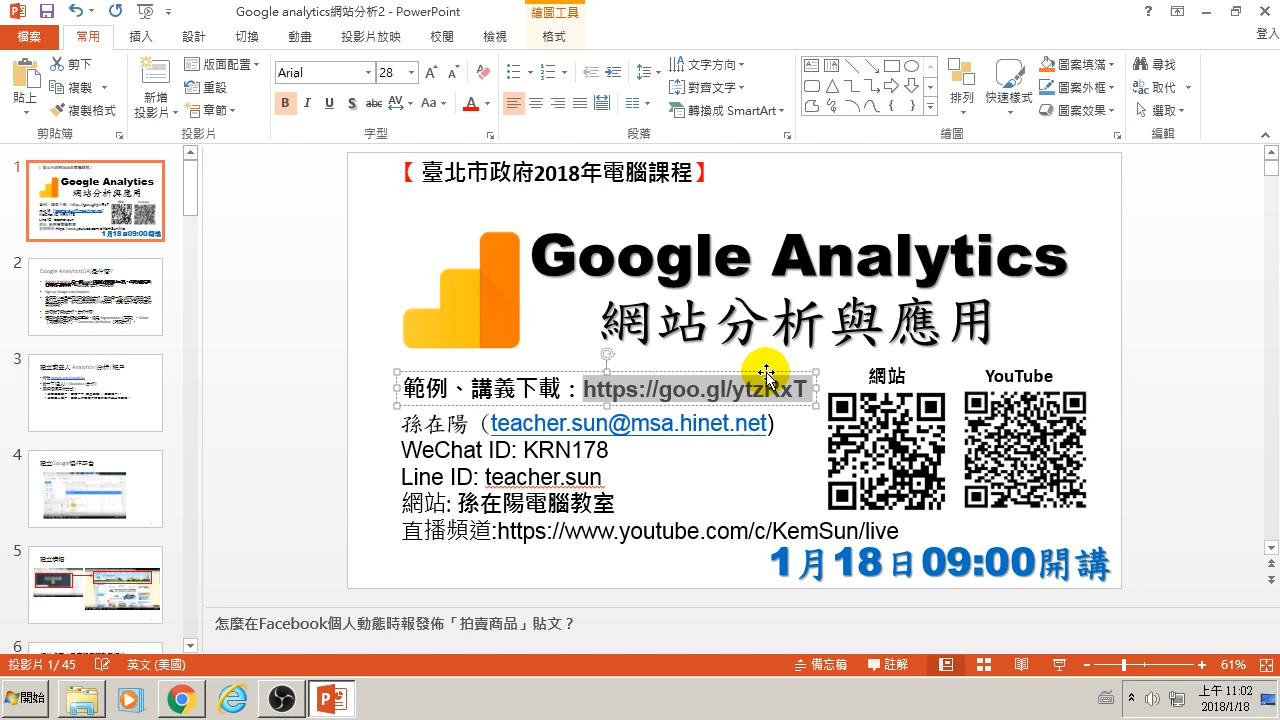 Google analytics網站分析2 - PowerPoint
繪圖工具
登入
檔案 常用 插入 設計 切換 動畫 投影片放映 校閱 檢視 格式
貼上 剪下 複製 複製格式 剪貼簿
新增投影片 版面配置 重設 章節 投影片
Arial 28 B I U S abc AV Aa A 字型
文字方向 對齊文字 轉換成 SmartArt 段落
排列 快速樣式 圖案填滿 圖案外框 圖案效果 繪圖
尋找 取代 選取 編輯
1
2
3
4
5
6
【 臺北市政府2018年電腦課程】
Google Analytics
網站分析與應用
範例、講義下載：https://goo.gl/ytzRxT
孫在陽（teacher.sun@msa.hinet.net)
WeChat ID: KRN178
Line ID: teacher.sun
網站: 孫在陽電腦教室
直播頻道:https://www.youtube.com/c/KemSun/live
網站
YouTube
1月18日09:00開講
怎麼在Facebook個人動態時報發佈「拍賣商品」貼文？
投影片 1/45 英文 (美國) 備忘稿 註解 61%
開始
上午 11:02
2018/1/18